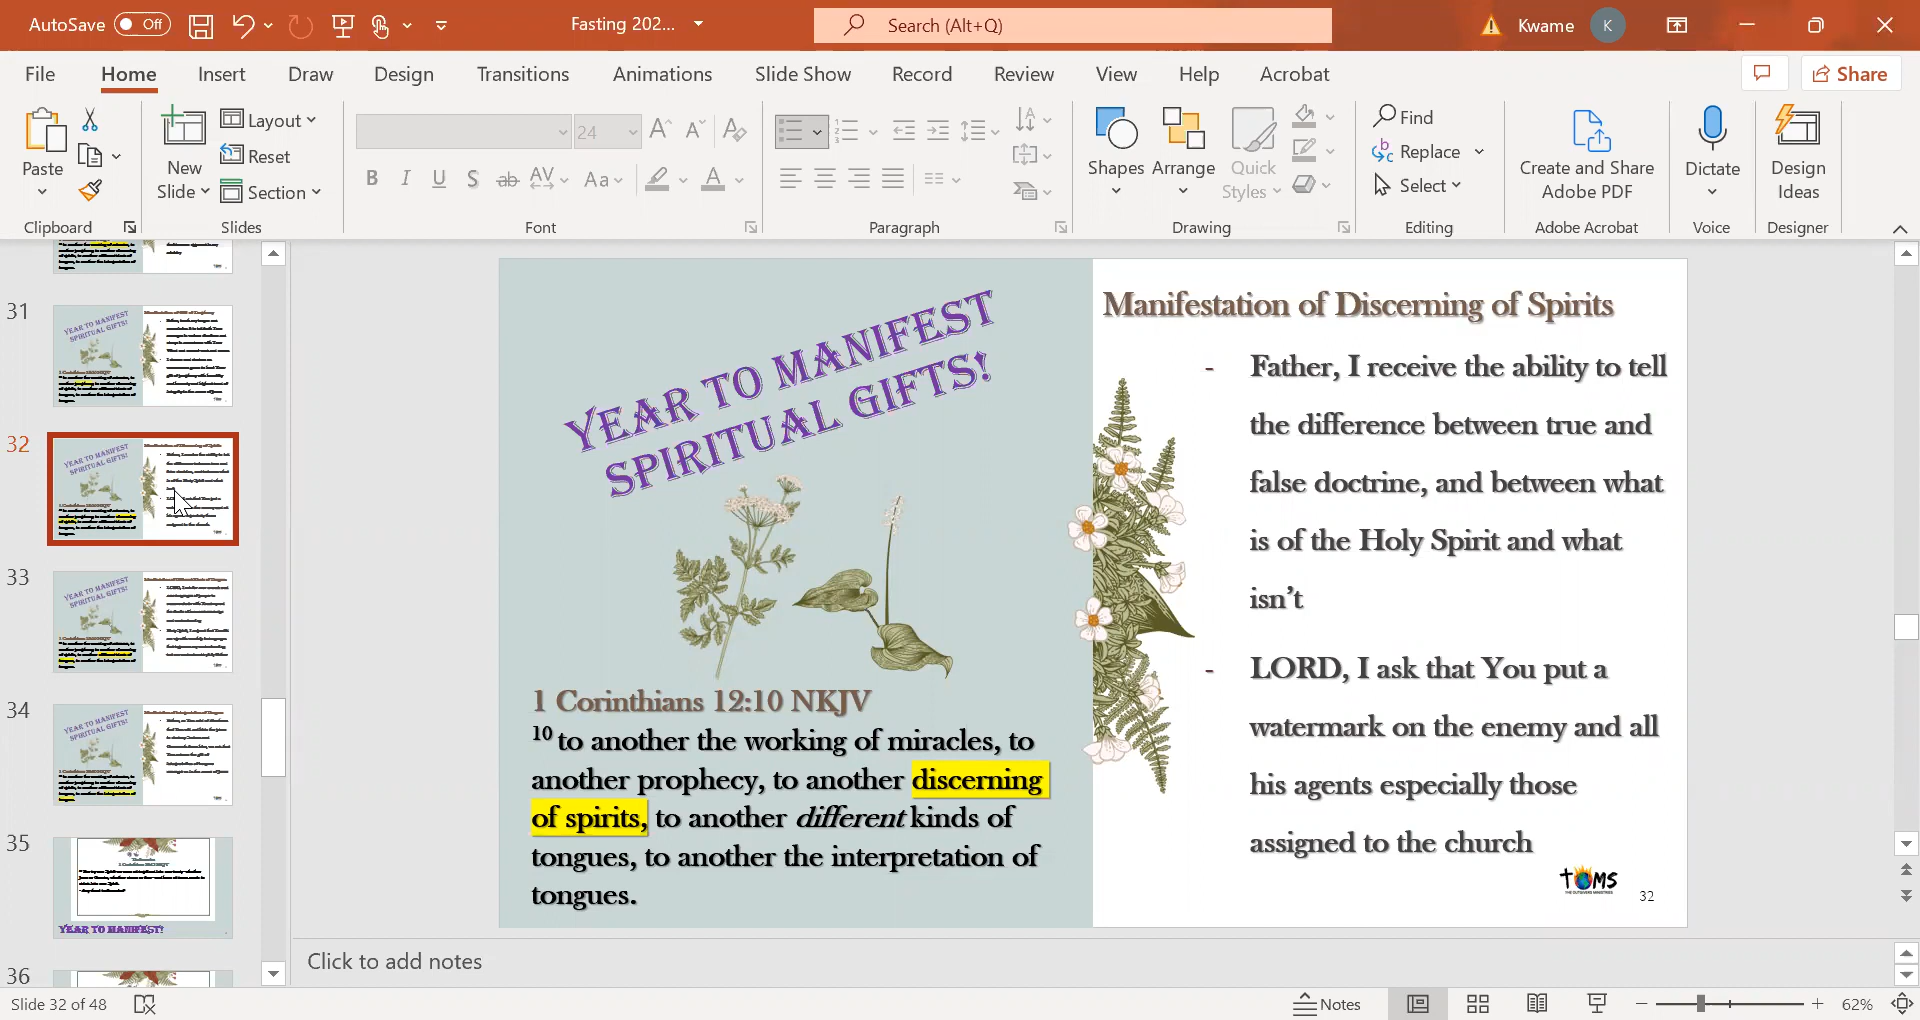 AutoSave Off Fasting 202... Search (Alt+Q) Kwame K
File Home Insert Draw Design Transitions Animations Slide Show Record Review View Help Acrobat Share
Paste
Clipboard
New
Slide
Layout
Reset
Section
Slides
24
Font
Paragraph
Shapes
Arrange
Quick
Styles
Drawing
Find
Replace
Select
Editing
Create and Share
Adobe PDF
Adobe Acrobat
Dictate
Voice
Design
Ideas
Designer
31
32
33
34
35
YEAR TO MANIFEST!
36
YEAR TO MANIFEST
SPIRITUAL GIFTS!
1 Corinthians 12:10 NKJV
10 to another the working of miracles, to
another prophecy, to another discerning
of spirits, to another different kinds of
tongues, to another the interpretation of
tongues.
Manifestation of Discerning of Spirits
- Father, I receive the ability to tell
the difference between true and
false doctrine, and between what
is of the Holy Spirit and what
isn't
- LORD, I ask that You put a
watermark on the enemy and all
his agents especially those
assigned to the church
TOMS
32
Click to add notes
Slide 32 of 48 Notes 62%